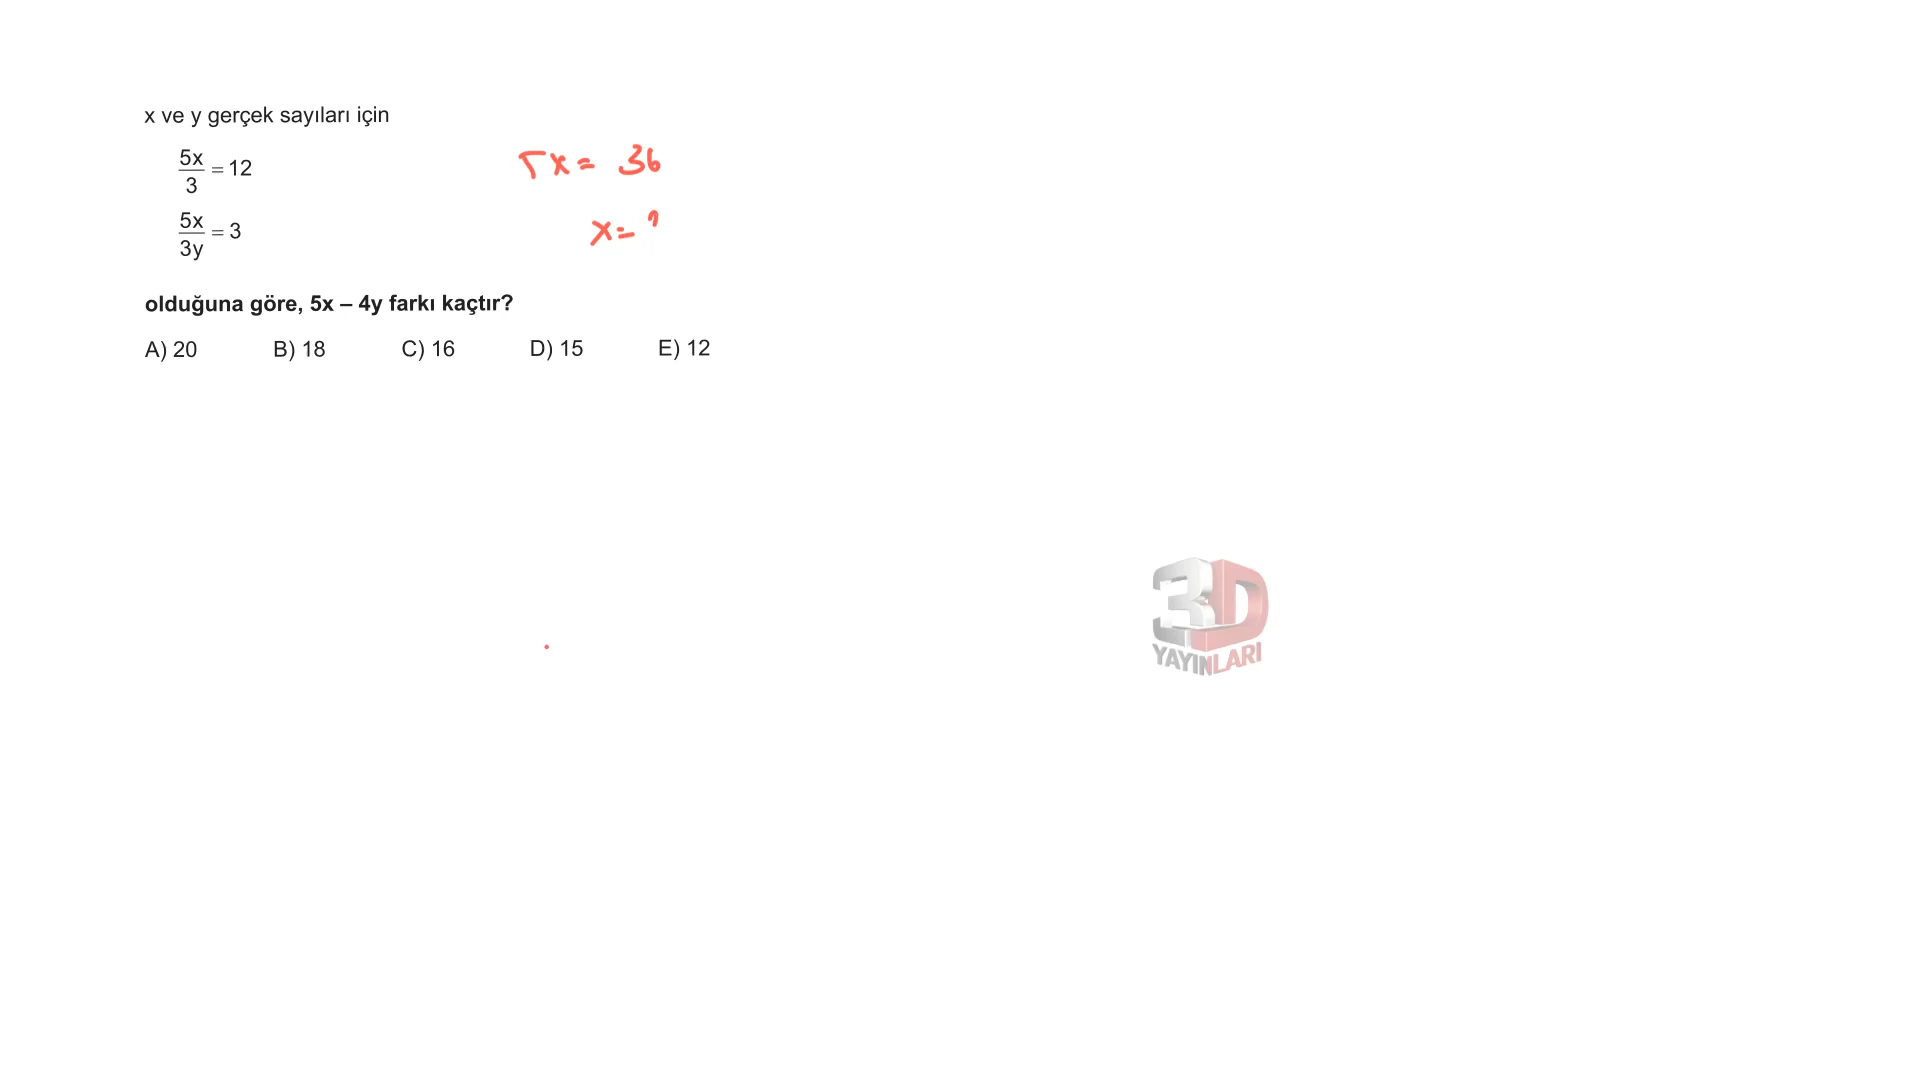 x ve y gerçek sayıları için
5x/3 = 12
5x = 36
5x/3y = 3
x = ?
olduğuna göre, 5x – 4y farkı kaçtır?
A) 20 B) 18 C) 16 D) 15 E) 12
3D
YAYINLARI